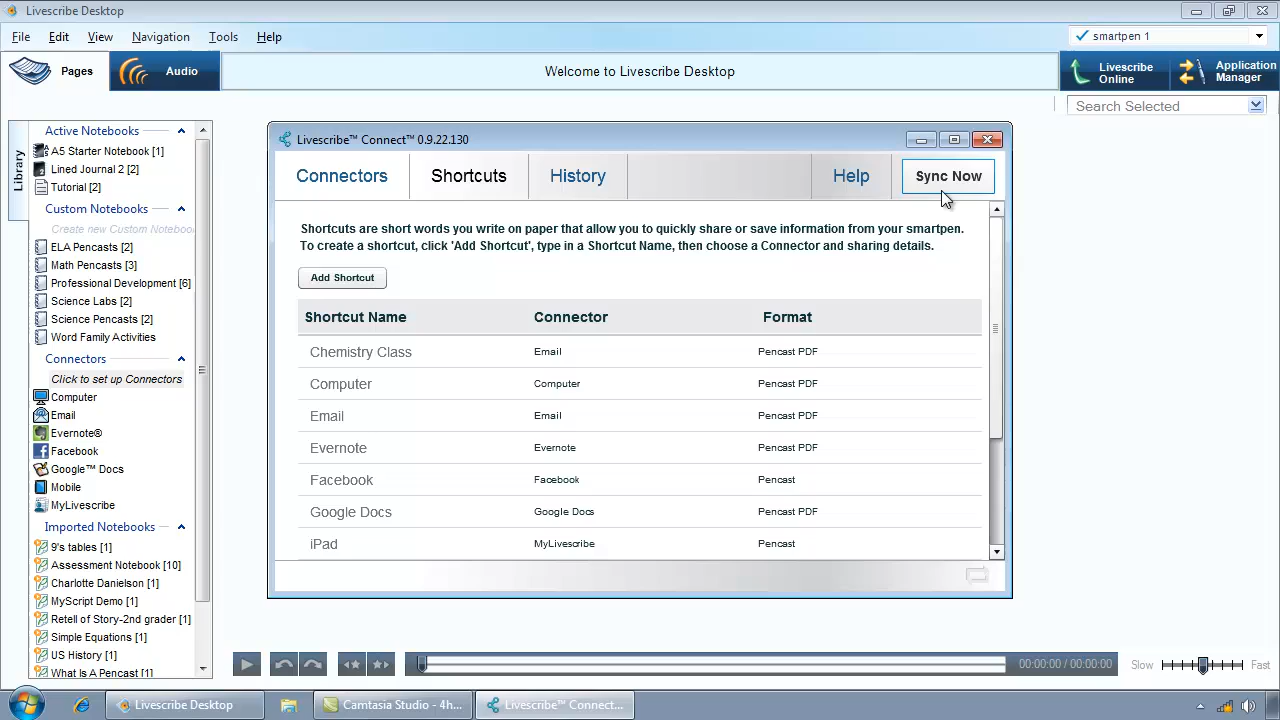 Livescribe Desktop
File Edit View Navigation Tools Help
smartpen 1
Pages
Audio
Welcome to Livescribe Desktop
Livescribe Online
Application Manager
Search Selected
Library
Active Notebooks
A5 Starter Notebook [1]
Lined Journal 2 [2]
Tutorial [2]
Custom Notebooks
Create new Custom Noteboo
ELA Pencasts [2]
Math Pencasts [3]
Professional Development [6]
Science Labs [2]
Science Pencasts [2]
Word Family Activities
Connectors
Click to set up Connectors
Computer
Email
Evernote®
Facebook
Google™ Docs
Mobile
MyLivescribe
Imported Notebooks
9's tables [1]
Assessment Notebook [10]
Charlotte Danielson [1]
MyScript Demo [1]
Retell of Story-2nd grader [1]
Simple Equations [1]
US History [1]
What Is A Pencast [1]
Livescribe™ Connect™ 0.9.22.130
Connectors Shortcuts History Help Sync Now
Shortcuts are short words you write on paper that allow you to quickly share or save information from your smartpen.
To create a shortcut, click 'Add Shortcut', type in a Shortcut Name, then choose a Connector and sharing details.
Add Shortcut
Shortcut Name Connector Format
Chemistry Class Email Pencast PDF
Computer Computer Pencast PDF
Email Email Pencast PDF
Evernote Evernote Pencast PDF
Facebook Facebook Pencast
Google Docs Google Docs Pencast PDF
iPad MyLivescribe Pencast
00:00:00 / 00:00:00
Slow Fast
Livescribe Desktop
Camtasia Studio - 4h...
Livescribe™ Connect...